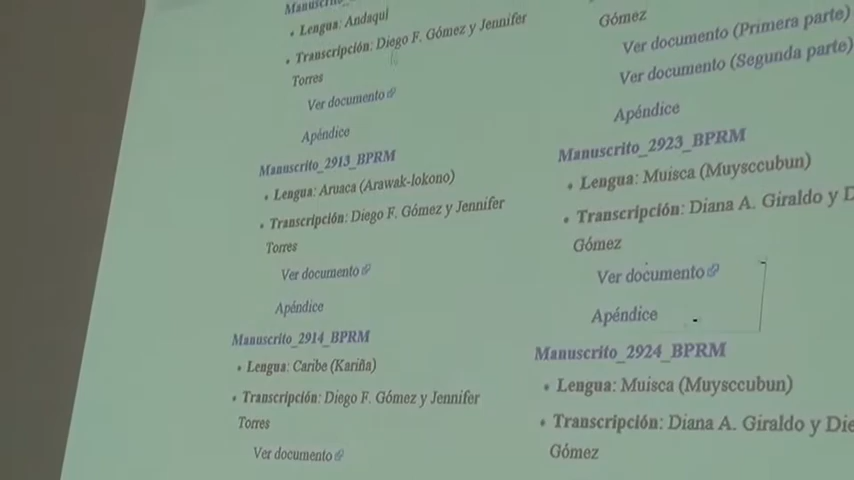 • Lengua: Andaquí
• Transcripción: Diego F. Gómez y Jennifer
Torres
Ver documento
Apéndice
Manuscrito_2913_BPRM
• Lengua: Aruaca (Arawak-lokono)
• Transcripción: Diego F. Gómez y Jennifer
Torres
Ver documento
Apéndice
Manuscrito_2914_BPRM
• Lengua: Caribe (Kariña)
• Transcripción: Diego F. Gómez y Jennifer
Torres
Ver documento
Gómez
Ver documento (Primera parte)
Ver documento (Segunda parte)
Apéndice
Manuscrito_2923_BPRM
• Lengua: Muisca (Muysccubun)
• Transcripción: Diana A. Giraldo y
Gómez
Ver documento
Apéndice
Manuscrito_2924_BPRM
• Lengua: Muisca (Muysccubun)
• Transcripción: Diana A. Giraldo y
Gómez